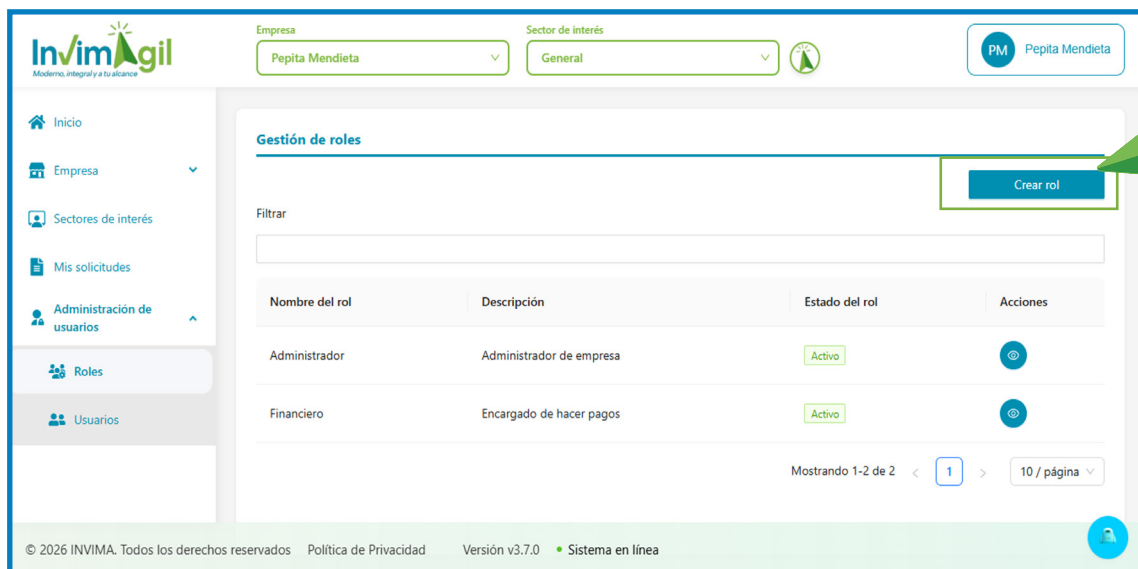 InvimÁgil
Moderno, integral y a tu alcance
Empresa
Pepita Mendieta
Sector de interés
General
PM Pepita Mendieta
Inicio
Empresa
Sectores de interés
Mis solicitudes
Administración de
usuarios
Roles
Usuarios
Gestión de roles
Crear rol
Filtrar
Nombre del rol Descripción Estado del rol Acciones
Administrador Administrador de empresa Activo
Financiero Encargado de hacer pagos Activo
Mostrando 1-2 de 2 < 1 > 10 / página
© 2026 INVIMA. Todos los derechos reservados Política de Privacidad Versión v3.7.0 • Sistema en línea